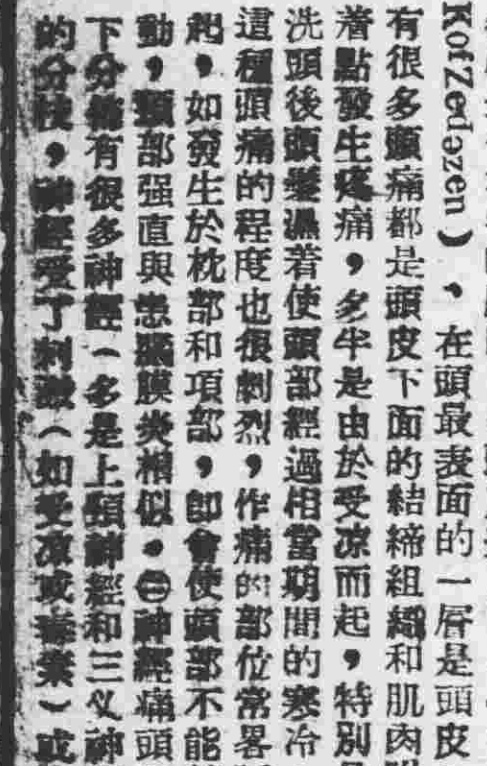 KofZedəzen)，在頭最表面的一層是頭皮
有很多頭痛都是頭皮下面的結締組織和肌肉
着點發生疼痛，多半是由於受凉而起，特別
洗頭後頭髮濕着使頭部經過相當期間的寒冷
這種頭痛的程度也很劇烈，作痛的部位常畧
起，如發生於枕部和項部，即會使頭部不能
動，頸部强直與患腦膜炎相似。㊁神經痛頭
下分佈有很多神經（多是上頸神經和三义神
的分枝，神經受了刺激（如受凉或毒素）或